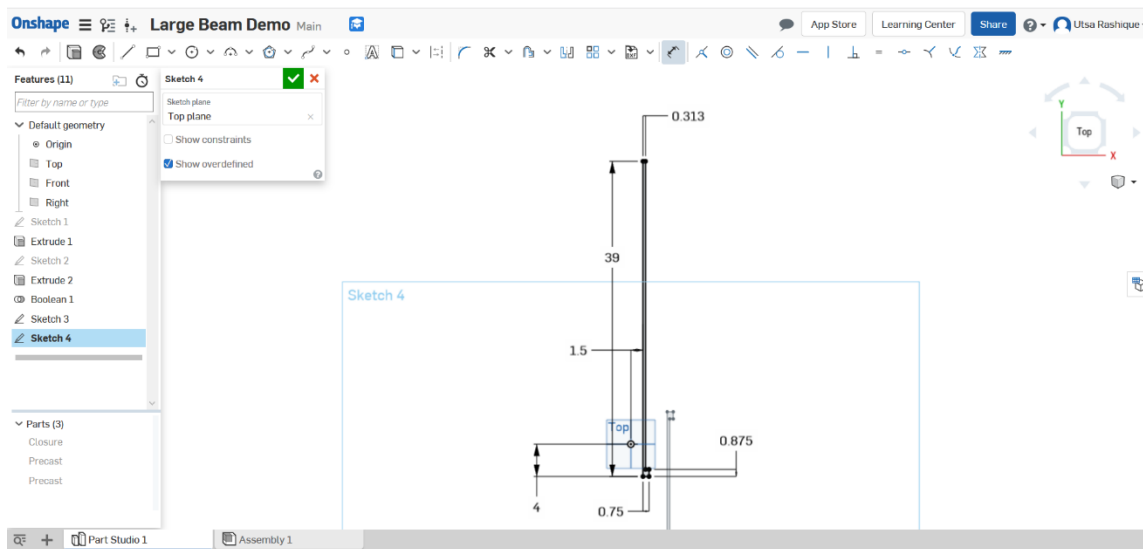 Onshape Large Beam Demo Main App Store Learning Center Share Utsa Rashique
Features (11)
Sketch 4
Filter by name or type
Sketch plane
Top plane
Default geometry
Origin
Show constraints
Top
Show overdefined
Front
Right
Sketch 1
Extrude 1
Sketch 2
Extrude 2
Boolean 1
Sketch 3
Sketch 4
Parts (3)
Closure
Precast
Precast
0.313
39
Sketch 4
1.5
Top
0.875
4
0.75
Y
Top
X
Part Studio 1 Assembly 1